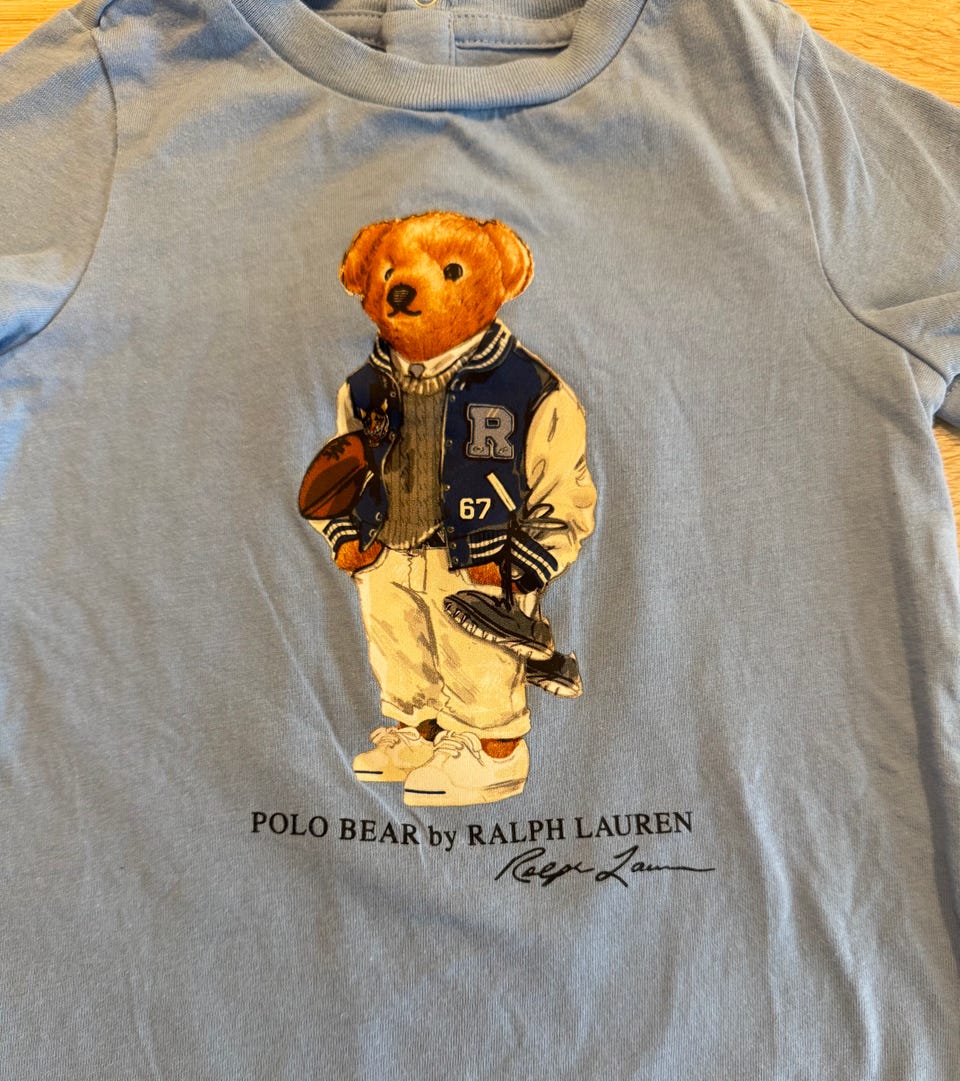 R
67
POLO BEAR by RALPH LAUREN
Ralph Lauren